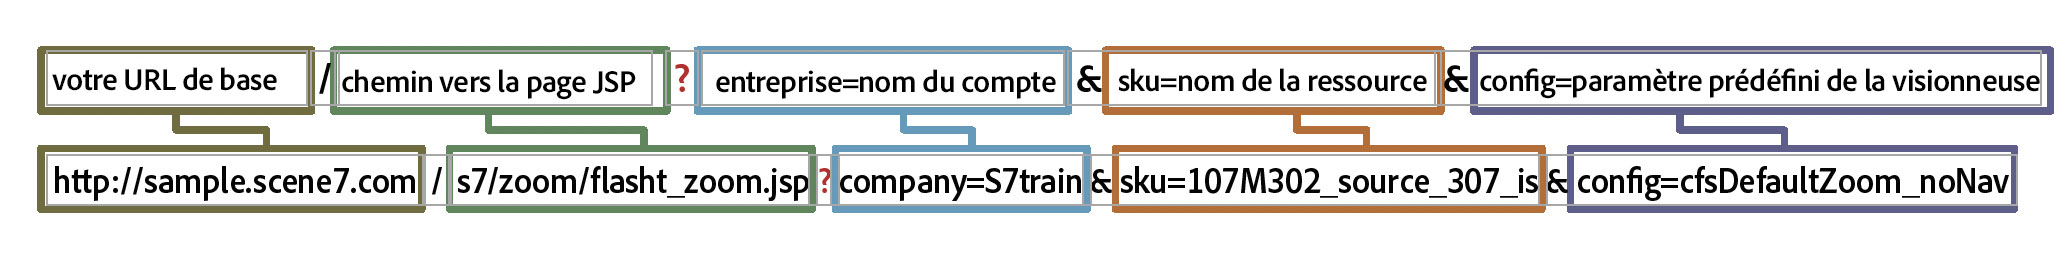 votre URL de base / chemin vers la page JSP ? entreprise=nom du compte & sku=nom de la ressource & config=paramètre prédéfini de la visionneuse
http://sample.scene7.com / s7/zoom/flasht_zoom.jsp ? company=S7train & sku=107M302_source_307_is & config=cfsDefaultZoom_noNav